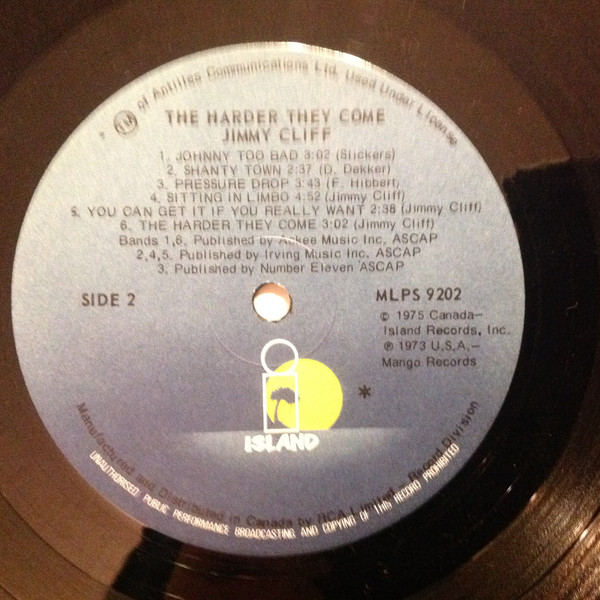 TM of Antilles Communications Ltd. Used Under License
THE HARDER THEY COME
JIMMY CLIFF
1. JOHNNY TOO BAD 3:02 (Slickers)
2. SHANTY TOWN 2:37 (D. Dekker)
3. PRESSURE DROP 3:43 (F. Hibbert,
4. SITTING IN LIMBO 4:52 (Jimmy Cliff)
5. YOU CAN GET IT IF YOU REALLY WANT 2:38 (Jimmy Cliff)
6. THE HARDER THEY COME 3:02 (Jimmy Cliff)
Bands 1,6, Published by Ackee Music Inc, ASCAP
2,4,5. Published by Irving Music Inc. ASCAP
3. Published by Number Eleven ASCAP
SIDE 2
MLPS 9202
© 1975 Canada—
Island Records, Inc.
℗ 1973 U.S.A.—
Mango Records
*
ISLAND
Manufactured and Distributed in Canada by RCA Limited — Record Division
UNAUTHORISED PUBLIC PERFORMANCE BROADCASTING AND COPYING OF THIS RECORD PROHIBITED